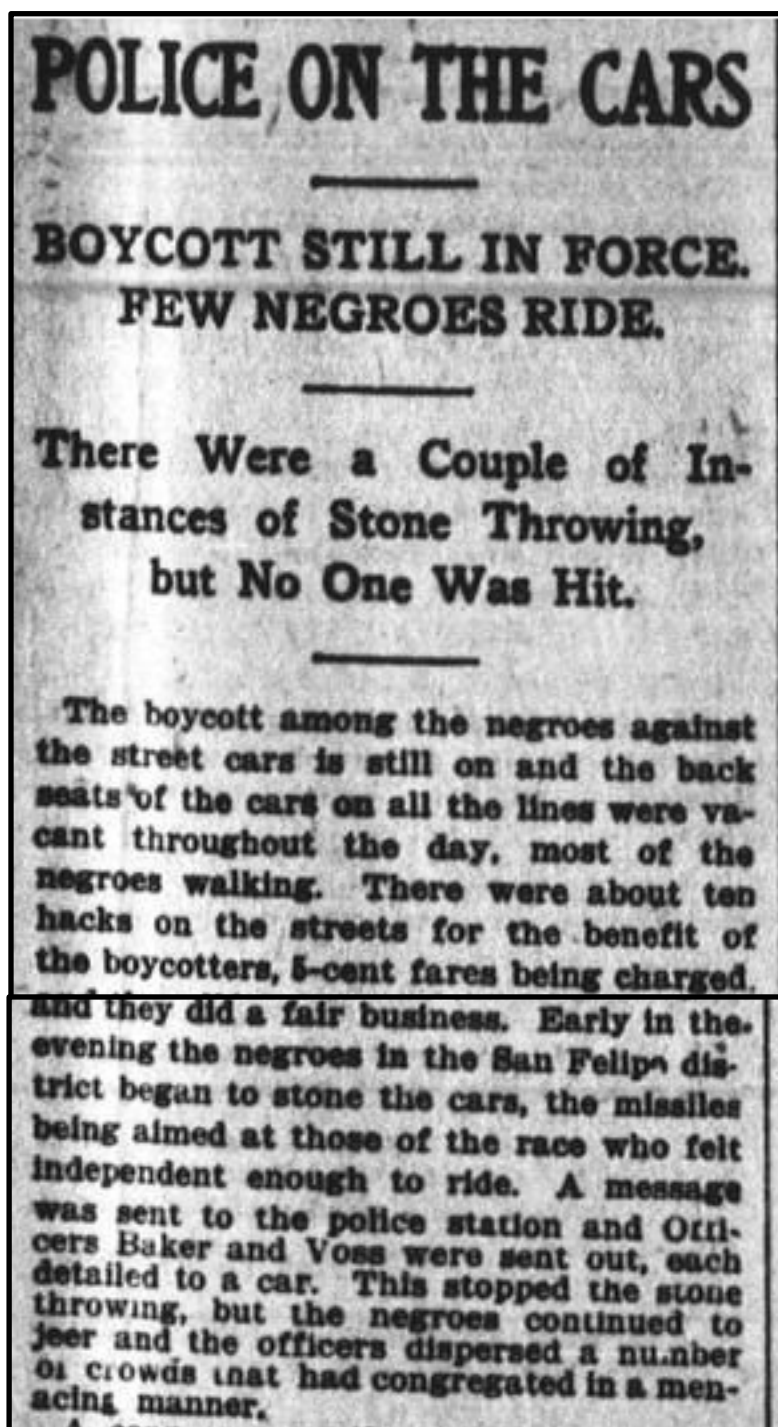 POLICE ON THE CARS
BOYCOTT STILL IN FORCE.
FEW NEGROES RIDE.
There Were a Couple of In-
stances of Stone Throwing,
but No One Was Hit.
The boycott among the negroes against
the street cars is still on and the back
seats of the cars on all the lines were va-
cant throughout the day, most of the
negroes walking. There were about ten
hacks on the streets for the benefit of
the boycotters, 5-cent fares being charged,
and they did a fair business. Early in the
evening the negroes in the San Felipe dis-
trict began to stone the cars, the missiles
being aimed at those of the race who felt
independent enough to ride. A message
was sent to the police station and Offi-
cers Baker and Voss were sent out, each
detailed to a car. This stopped the stone
throwing, but the negroes continued to
jeer and the officers dispersed a number
of crowds that had congregated in a men-
acing manner.